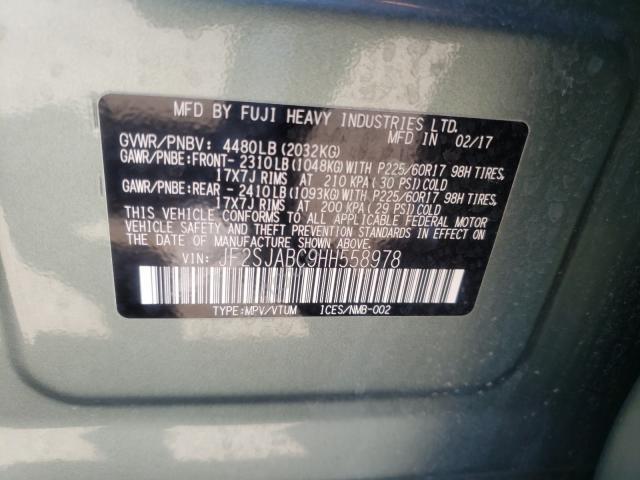 MFD BY FUJI HEAVY INDUSTRIES LTD.
MFD IN 02/17
GVWR/PNBV: 4480LB(2032KG)
GAWR/PNBE:FRONT- 2310LB(1048KG)WITH P225/60R17 98H TIRES,
17X7J RIMS AT 210 KPA(30 PSI)COLD
GAWR/PNBE:REAR - 2410LB(1093KG)WITH P225/60R17 98H TIRES,
17X7J RIMS AT 200 KPA(29 PSI)COLD
THIS VEHICLE CONFORMS TO ALL APPLICABLE FEDERAL MOTOR
VEHICLE SAFETY AND THEFT PREVENTION STANDARDS IN EFFECT ON
THE DATE OF MANUFACTURE SHOWN ABOVE.
VIN: JF2SJABC9HH558978
TYPE:MPV/VTUM ICES/NMB-002